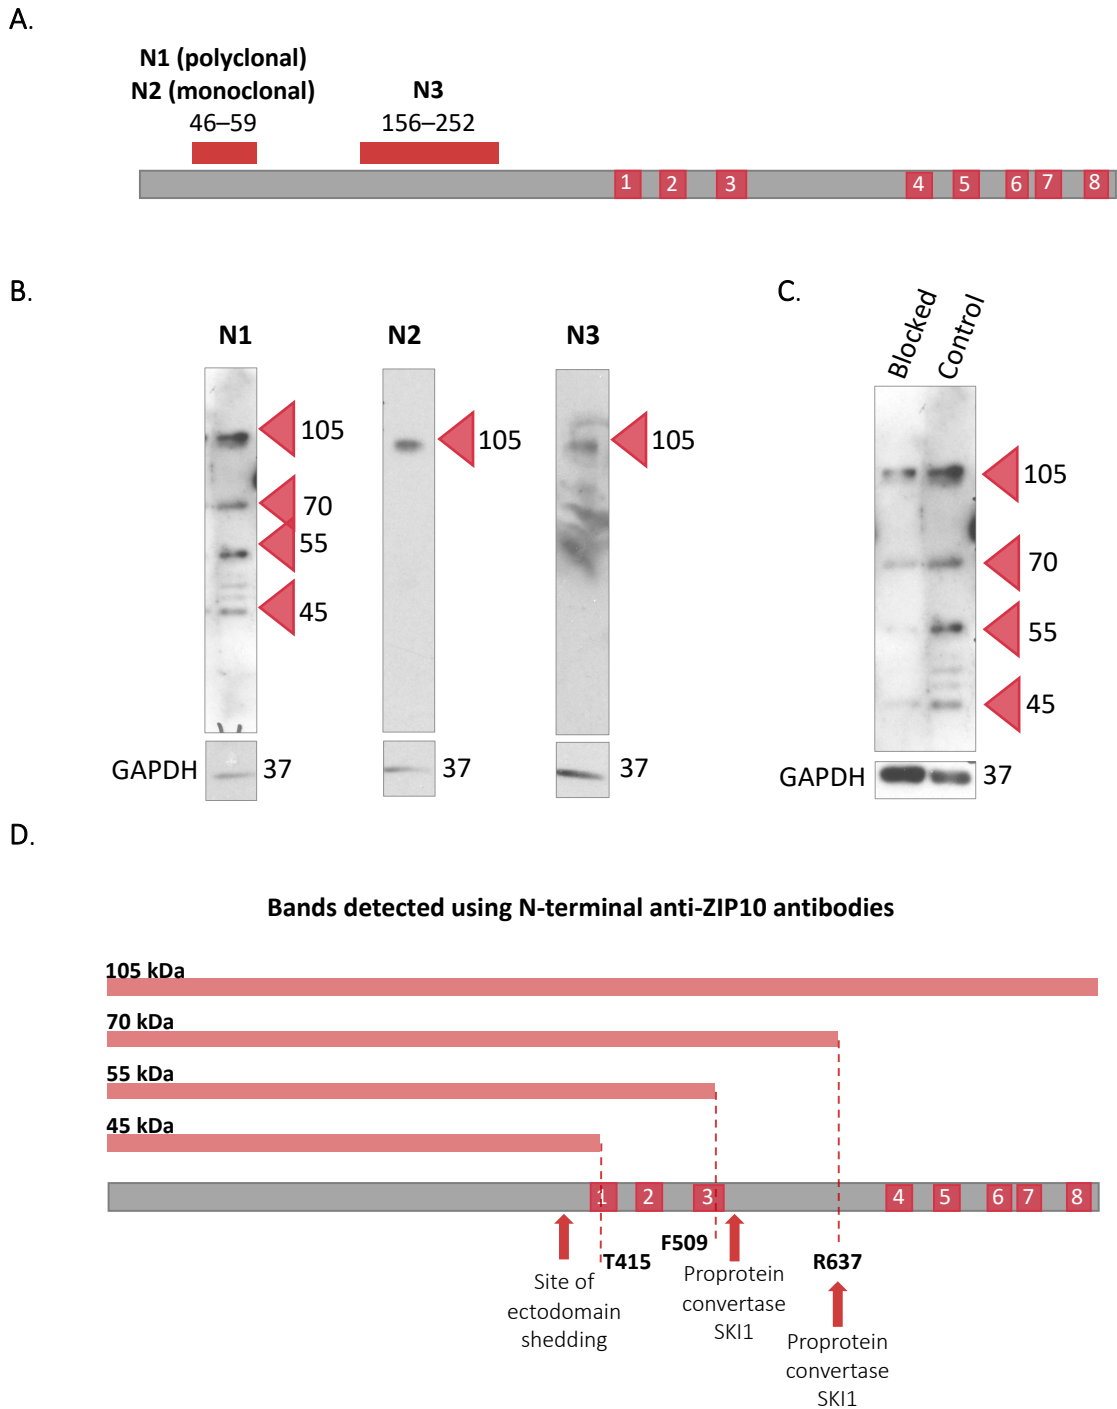 A.
N1 (polyclonal)
N2 (monoclonal)
46–59
N3
156–252
1 2 3 4 5 6 7 8
B.
N1
N2
N3
105
70
55
45
105
105
GAPDH
37
37
37
C.
Blocked
Control
105
70
55
45
GAPDH
37
D.
Bands detected using N-terminal anti-ZIP10 antibodies
105 kDa
70 kDa
55 kDa
45 kDa
1 2 3 4 5 6 7 8
T415
F509
R637
Site of
ectodomain
shedding
Proprotein
convertase
SKI1
Proprotein
convertase
SKI1